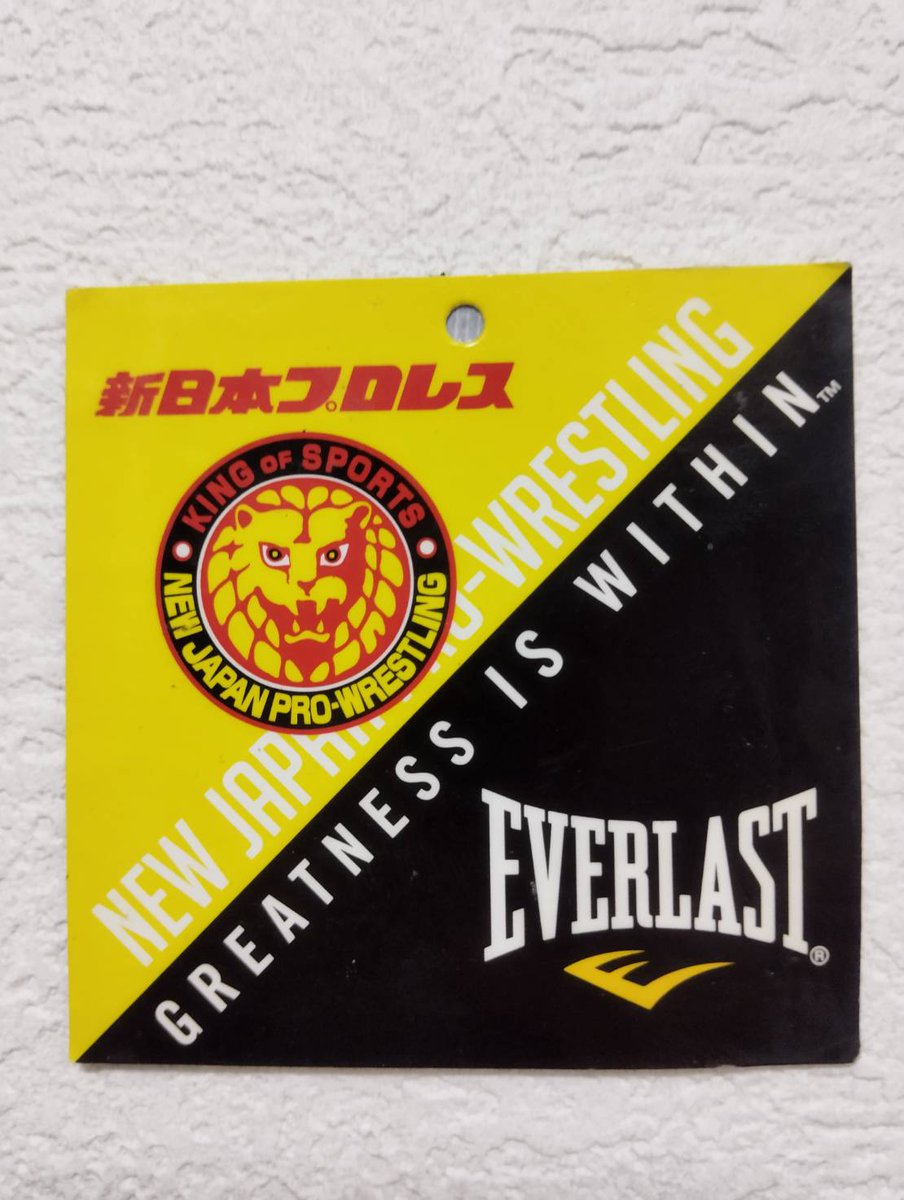 新日本プロレス
KING OF SPORTS
NEW JAPAN PRO-WRESTLING
NEW JAPAN PRO-WRESTLING
GREATNESS IS WITHIN™
EVERLAST®